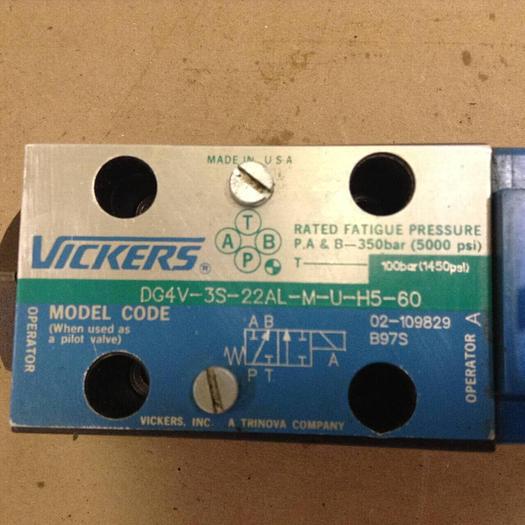 MADE IN U.S.A
T
A B
P
VICKERS®
RATED FATIGUE PRESSURE
P.A & B—350bar (5000 psi)
T— 100bar (1450psi)
DG4V-3S-22AL-M-U-H5-60
MODEL CODE
(When used as
a pilot valve)
OPERATOR
A B
P T
A
02-109829
B97S
OPERATOR A
VICKERS, INC. A TRINOVA COMPANY